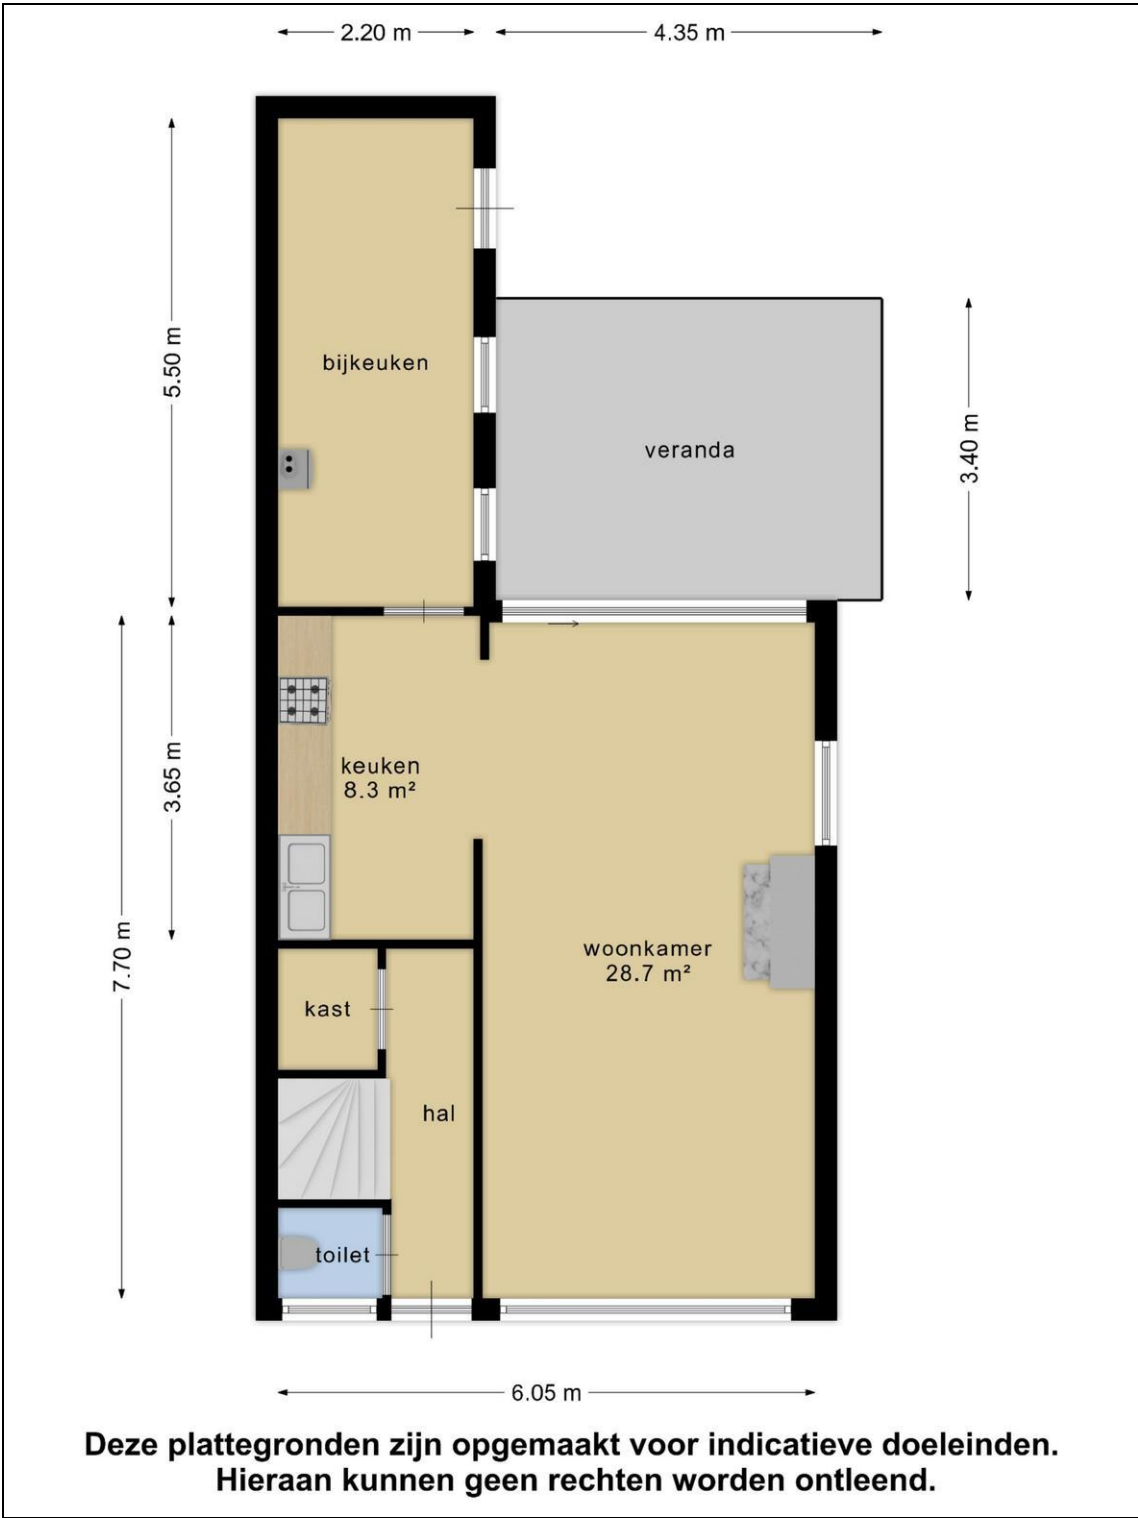 2.20 m
4.35 m
5.50 m
bijkeuken
veranda
3.40 m
3.65 m
keuken
8.3 m²
7.70 m
woonkamer
28.7 m²
kast
hal
toilet
6.05 m
Deze plattegronden zijn opgemaakt voor indicatieve doeleinden.
Hieraan kunnen geen rechten worden ontleend.